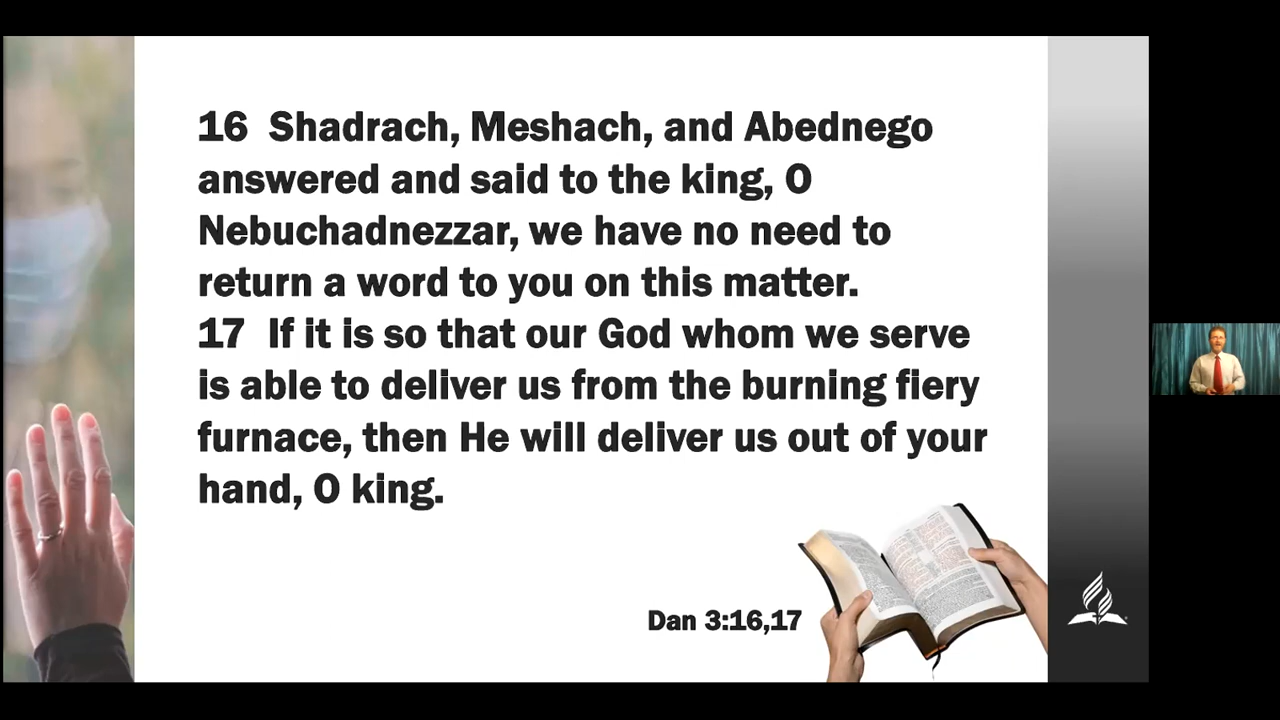 16 Shadrach, Meshach, and Abednego
answered and said to the king, O
Nebuchadnezzar, we have no need to
return a word to you on this matter.
17 If it is so that our God whom we serve
is able to deliver us from the burning fiery
furnace, then He will deliver us out of your
hand, O king.
Dan 3:16,17